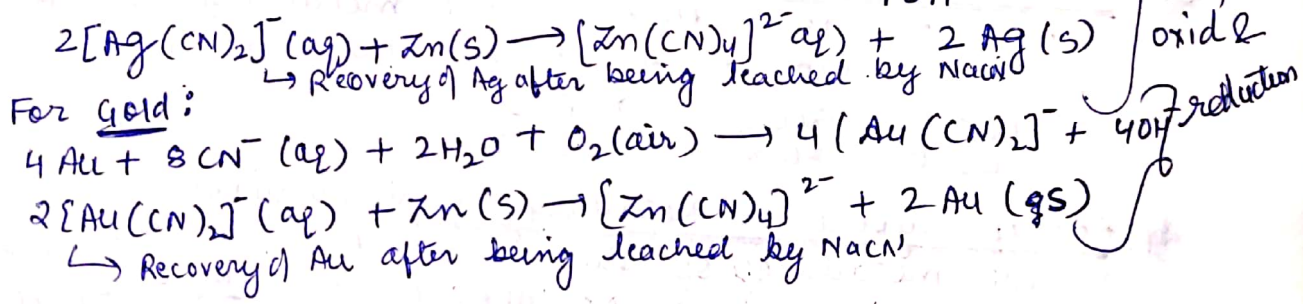 2[Ag(CN)₂]⁻(aq) + Zn(s) → [Zn(CN)₄]²⁻ aq) + 2 Ag (s)
↳ Recovery of Ag after being leached by NaCN
oxid &
reduction
For Gold :
4 Au + 8 CN⁻ (aq) + 2H₂O + O₂(air) → 4 [Au(CN)₂]⁻ + 4OH⁻
2[Au(CN)₂]⁻ (aq) + Zn(s) → [Zn(CN)₄]²⁻ + 2 Au (s)
↳ Recovery of Au after being leached by NaCN